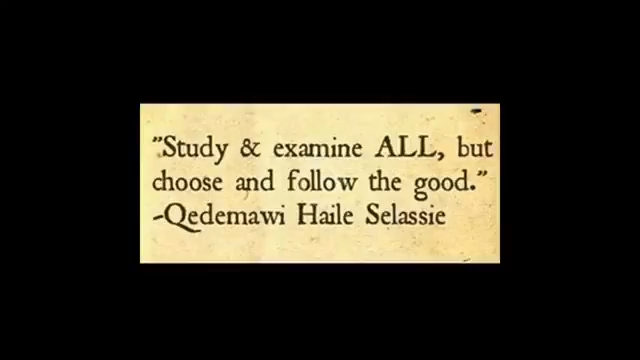 "Study & examine ALL, but
choose and follow the good."
-Qedemawi Haile Selassie